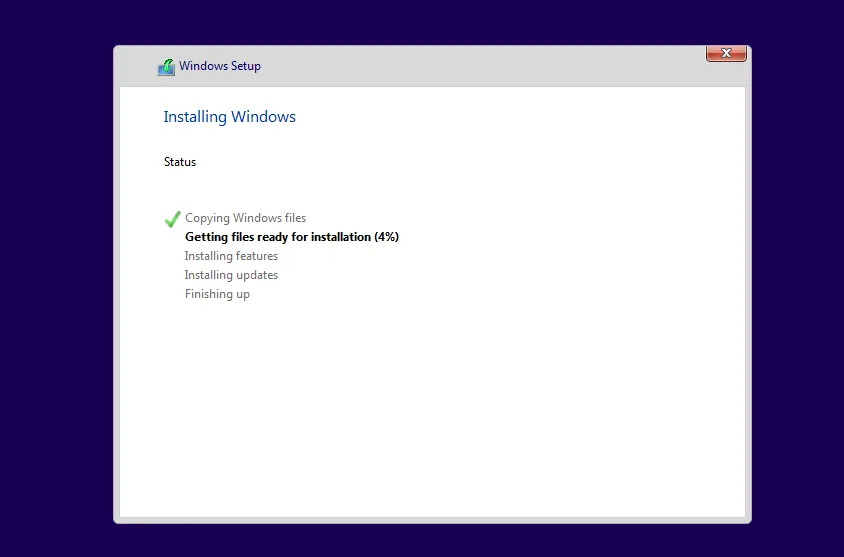 Windows Setup
Installing Windows
Status
Copying Windows files
Getting files ready for installation (4%)
Installing features
Installing updates
Finishing up